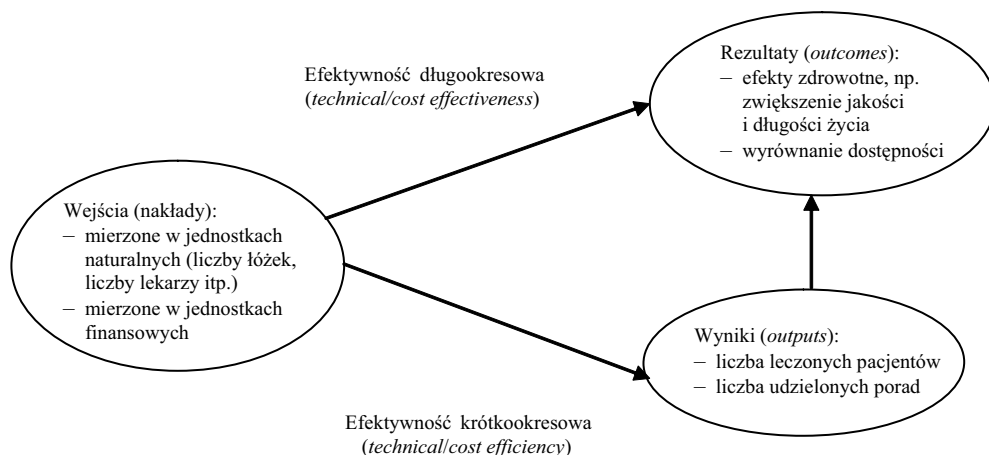 Efektywność długookresowa
(technical/cost effectiveness)
Rezultaty (outcomes):
– efekty zdrowotne, np.
zwiększenie jakości
i długości życia
– wyrównanie dostępności
Wejścia (nakłady):
– mierzone w jednostkach
naturalnych (liczby łóżek,
liczby lekarzy itp.)
– mierzone w jednostkach
finansowych
Wyniki (outputs):
– liczba leczonych pacjentów
– liczba udzielonych porad
Efektywność krótkookresowa
(technical/cost efficiency)